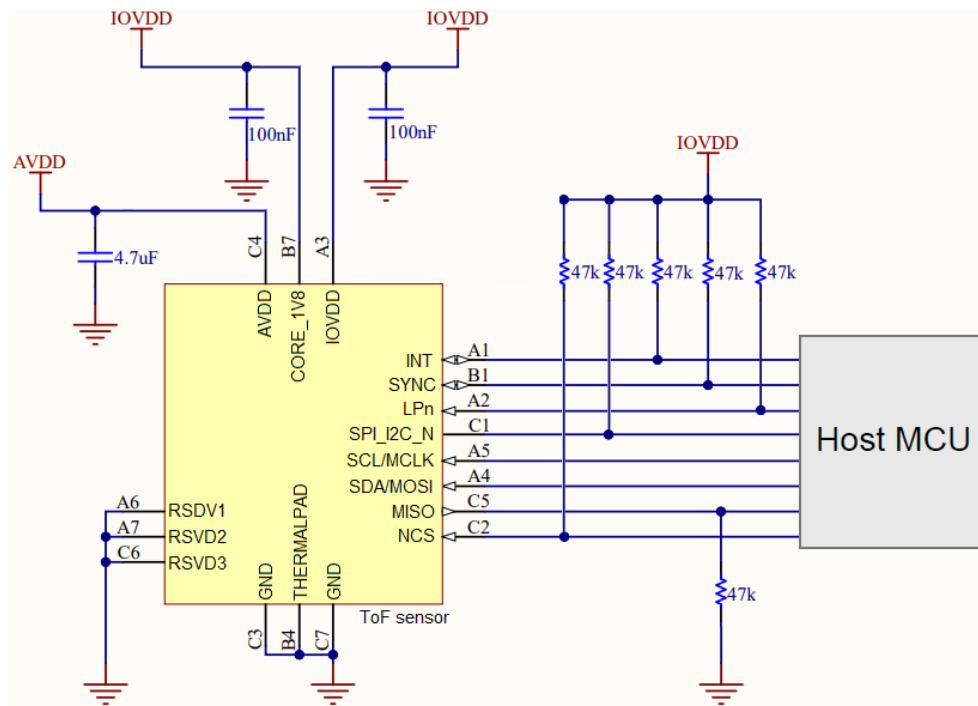 IOVDD
IOVDD
100nF
100nF
IOVDD
AVDD
4.7uF
C4
B7
A3
47k
47k
47k
47k
47k
AVDD
CORE_1V8
IOVDD
INT
A1
SYNC
B1
LPn
A2
SPI_I2C_N
C1
SCL/MCLK
A5
SDA/MOSI
A4
MISO
C5
NCS
C2
Host MCU
A6
RSDV1
A7
RSVD2
C6
RSVD3
GND
THERMALPAD
GND
47k
ToF sensor
C3
B4
C7